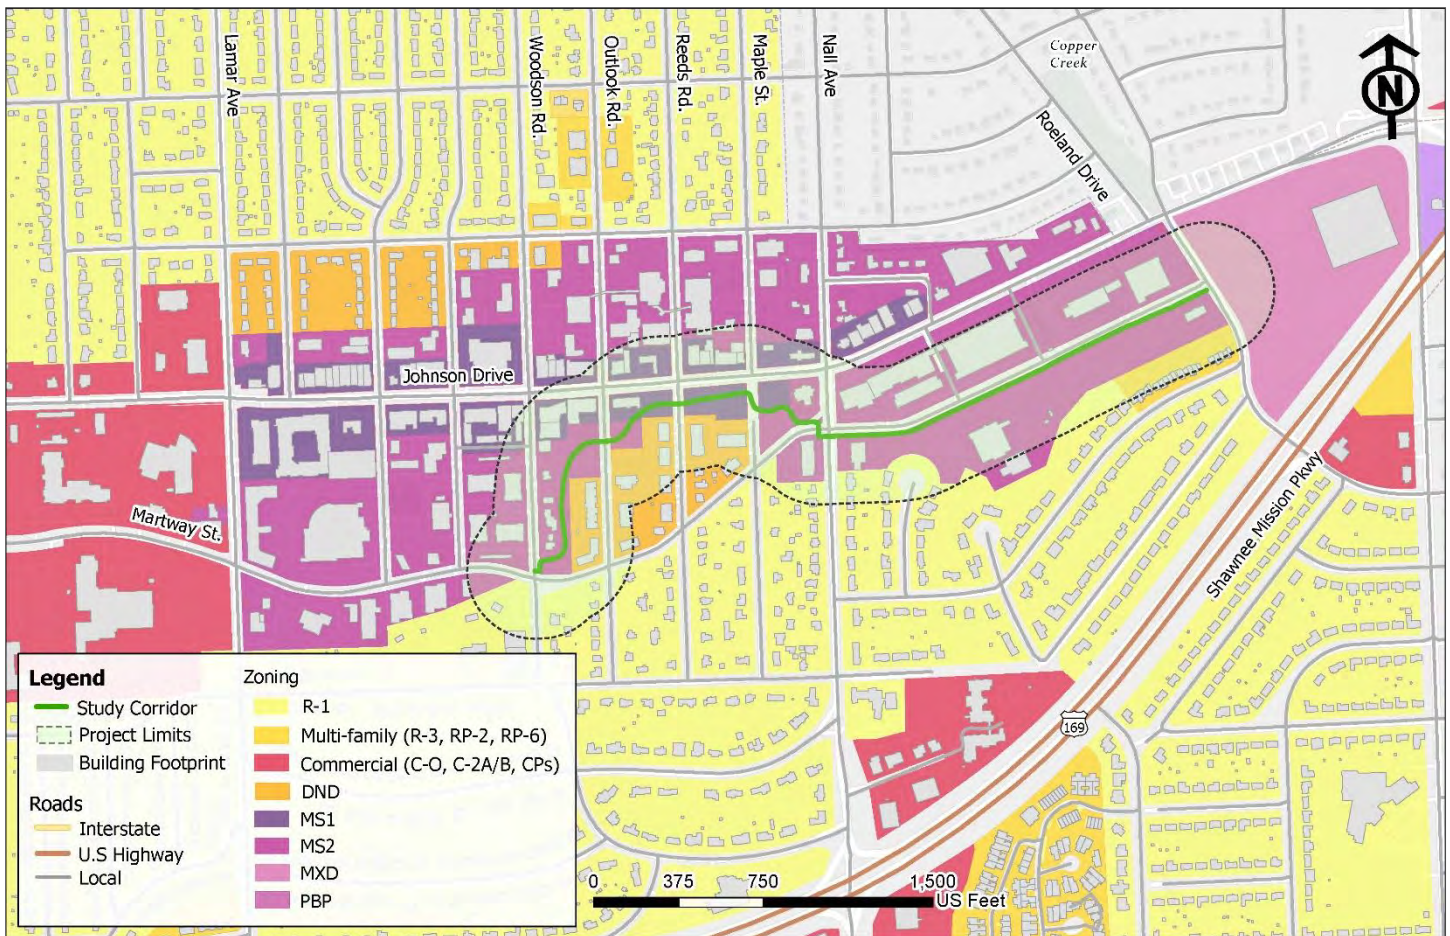 Lamar Ave
Woodson Rd.
Outlook Rd.
Reeds Rd.
Maple St.
Nall Ave
Copper
Creek
Roeland Drive
N
Johnson Drive
Martway St.
Shawnee Mission Pkwy
169
Legend
Study Corridor
Project Limits
Building Footprint
Roads
Interstate
U.S Highway
Local
Zoning
R-1
Multi-family (R-3, RP-2, RP-6)
Commercial (C-O, C-2A/B, CPs)
DND
MS1
MS2
MXD
PBP
0 375 750 1,500
US Feet